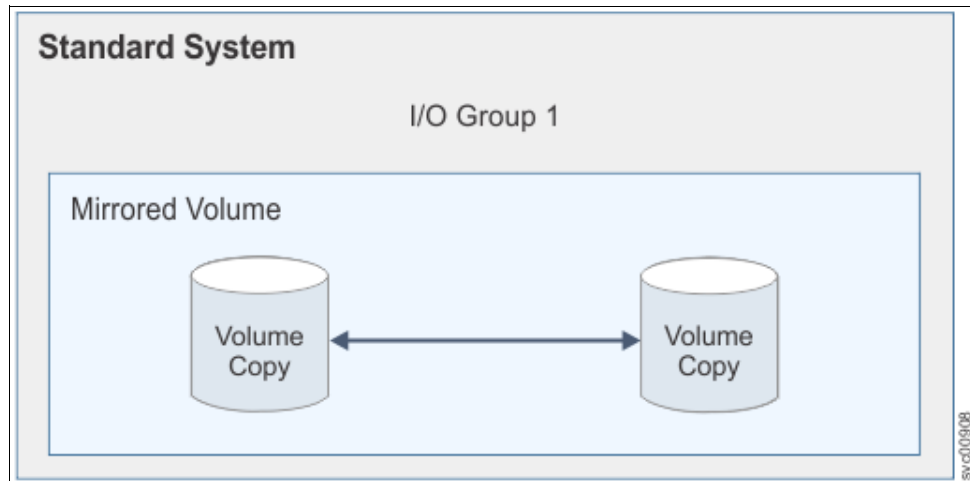 Standard System
I/O Group 1
Mirrored Volume
Volume
Copy
Volume
Copy
svc00908